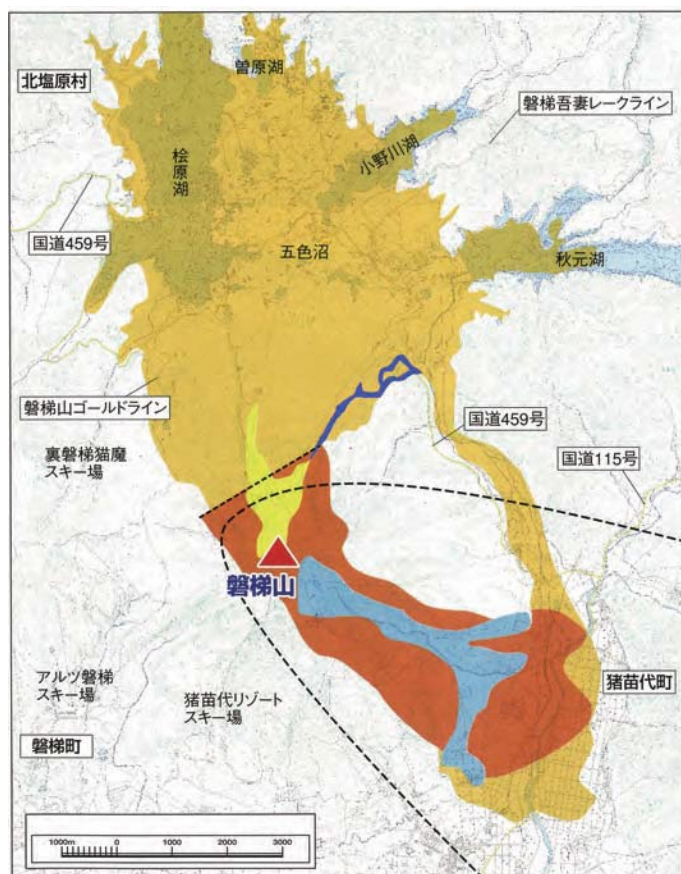 北塩原村
曽原湖
磐梯吾妻レークライン
桧原湖
小野川湖
国道459号
五色沼
秋元湖
磐梯山ゴールドライン
国道459号
裏磐梯猫魔
スキー場
国道115号
磐梯山
アルツ磐梯
スキー場
猪苗代リゾート
スキー場
猪苗代町
磐梯町
1000m 0 1000 2000 3000